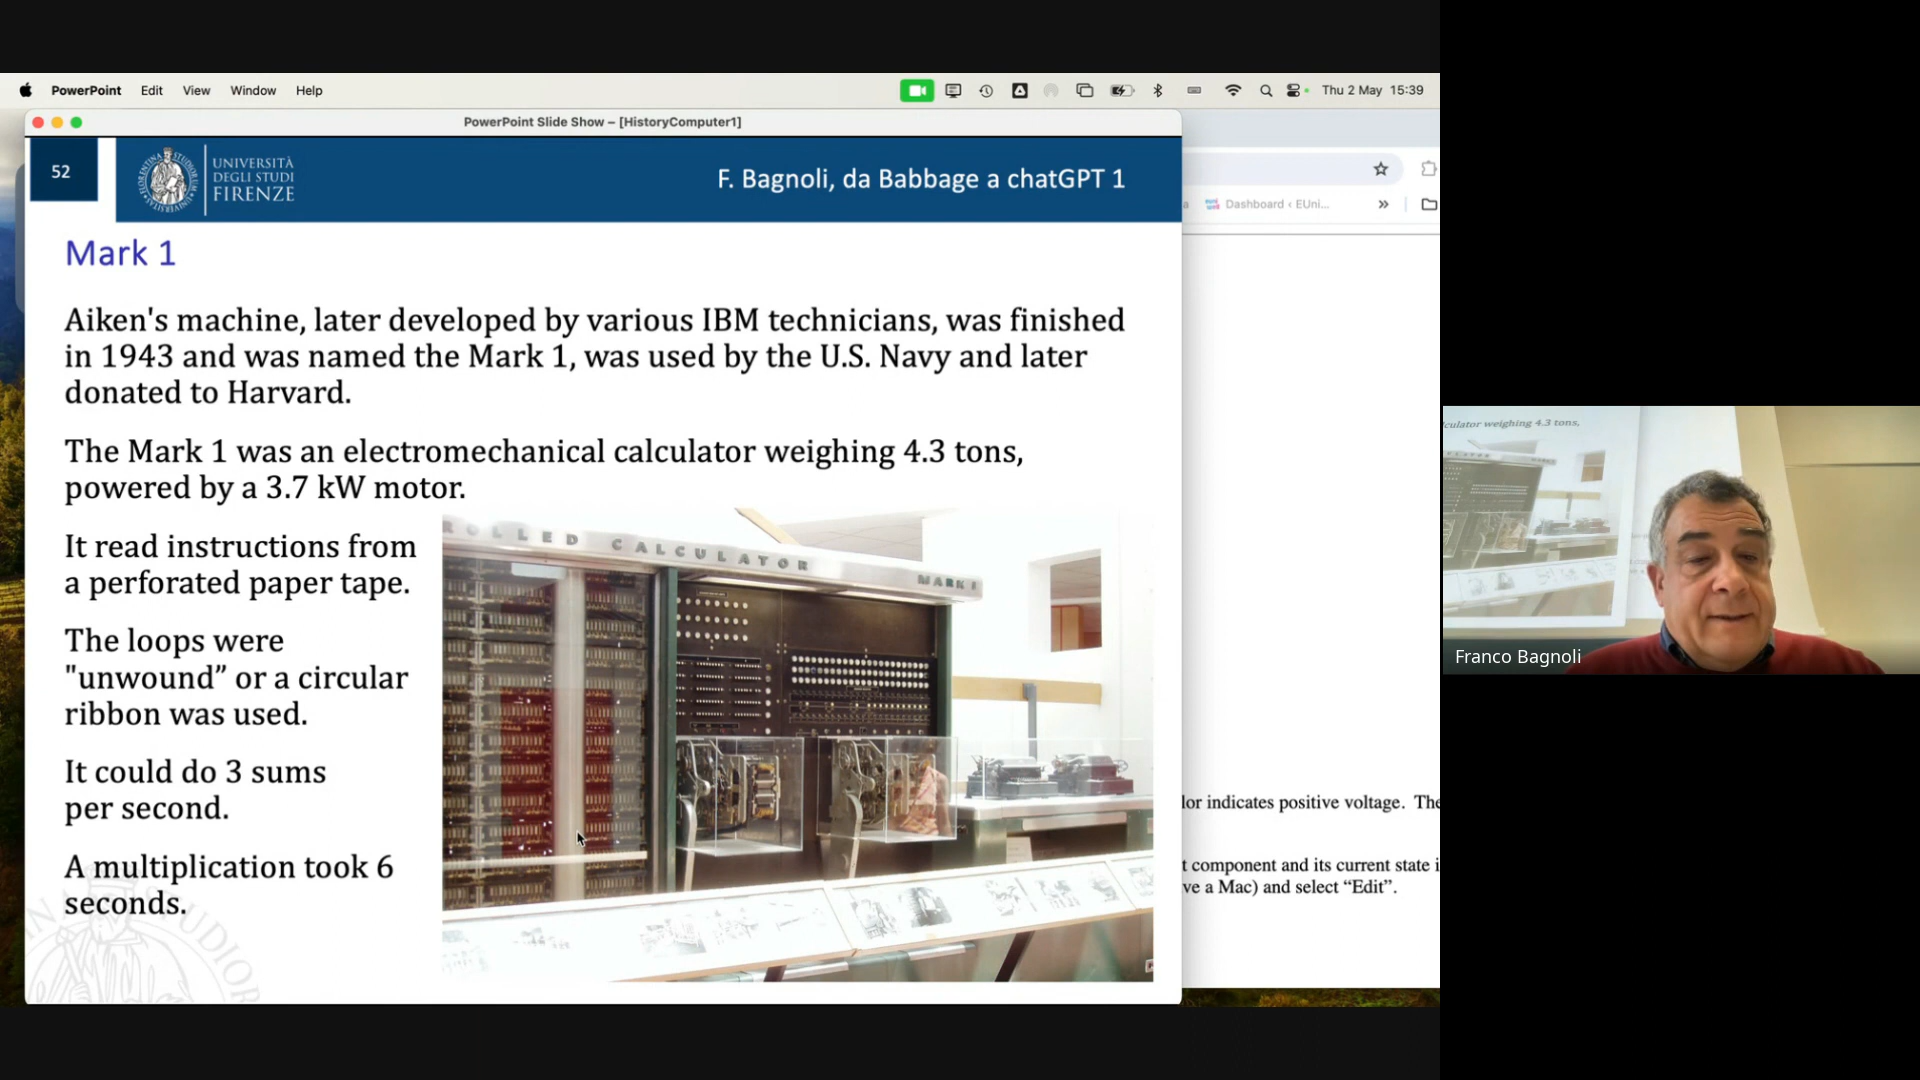 PowerPoint Edit View Window Help
Thu 2 May 15:39
PowerPoint Slide Show – [HistoryComputer1]
52
UNIVERSITÀ
DEGLI STUDI
FIRENZE
F. Bagnoli, da Babbage a chatGPT 1
Dashboard ‹ EUni...
Mark 1
Aiken's machine, later developed by various IBM technicians, was finished
in 1943 and was named the Mark 1, was used by the U.S. Navy and later
donated to Harvard.
The Mark 1 was an electromechanical calculator weighing 4.3 tons,
powered by a 3.7 kW motor.
It read instructions from
a perforated paper tape.
The loops were
"unwound” or a circular
ribbon was used.
It could do 3 sums
per second.
A multiplication took 6
seconds.
ROLLED CALCULATOR
MARK I
lor indicates positive voltage. The
t component and its current state i
ve a Mac) and select “Edit”.
culator weighing 4.3 tons,
Franco Bagnoli